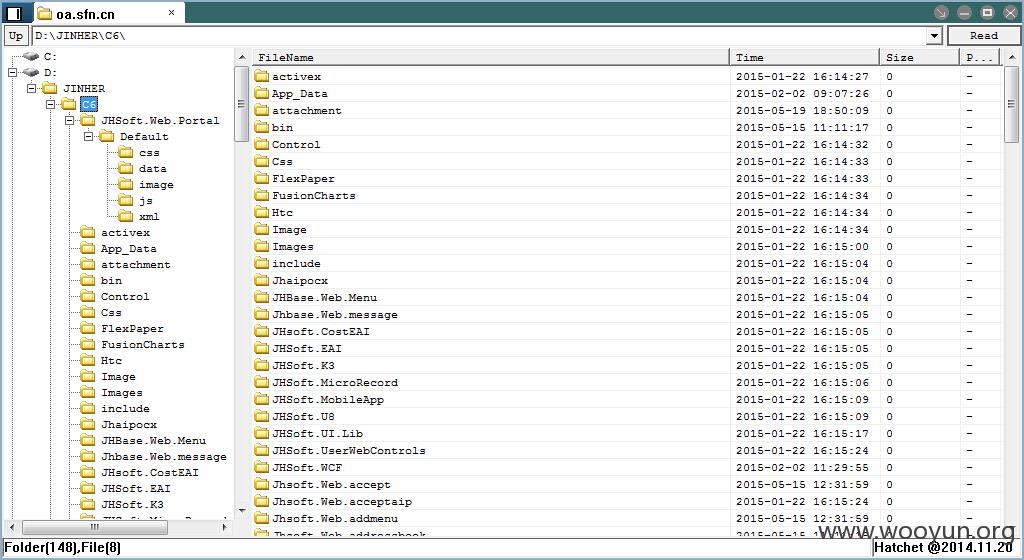 oa.sfn.cn ×
Up D:\JINHER\C6\ Read
C:
D:
JINHER
C6
JHSoft.Web.Portal
Default
css
data
image
js
xml
activex
App_Data
attachment
bin
Control
Css
FlexPaper
FusionCharts
Htc
Image
Images
include
Jhaipocx
JHBase.Web.Menu
Jhbase.Web.message
JHsoft.CostEAI
JHSoft.EAI
JHSoft.K3
FileName Time Size P...
activex 2015-01-22 16:14:27 0 -
App_Data 2015-02-02 09:07:26 0 -
attachment 2015-05-19 18:50:09 0 -
bin 2015-05-15 11:11:17 0 -
Control 2015-01-22 16:14:32 0 -
Css 2015-01-22 16:14:33 0 -
FlexPaper 2015-01-22 16:14:33 0 -
FusionCharts 2015-01-22 16:14:34 0 -
Htc 2015-01-22 16:14:34 0 -
Image 2015-01-22 16:14:34 0 -
Images 2015-01-22 16:15:00 0 -
include 2015-01-22 16:15:04 0 -
Jhaipocx 2015-01-22 16:15:04 0 -
JHBase.Web.Menu 2015-01-22 16:15:04 0 -
Jhbase.Web.message 2015-01-22 16:15:05 0 -
JHsoft.CostEAI 2015-01-22 16:15:05 0 -
JHSoft.EAI 2015-01-22 16:15:05 0 -
JHSoft.K3 2015-01-22 16:15:05 0 -
JHSoft.MicroRecord 2015-01-22 16:15:06 0 -
JHSoft.MobileApp 2015-01-22 16:15:09 0 -
JHSoft.U8 2015-01-22 16:15:09 0 -
JHSoft.UI.Lib 2015-01-22 16:15:17 0 -
JHSoft.UserWebControls 2015-01-22 16:15:24 0 -
JHSoft.WCF 2015-02-02 11:29:55 0 -
Jhsoft.Web.accept 2015-05-15 12:31:59 0 -
Jhsoft.Web.acceptaip 2015-01-22 16:15:24 0 -
Jhsoft.Web.addmenu 2015-05-15 12:31:59 0 -
Jhsoft.Web.addressbook
www.wooyun.org
Folder(148),File(8) Hatchet @2014.11.20